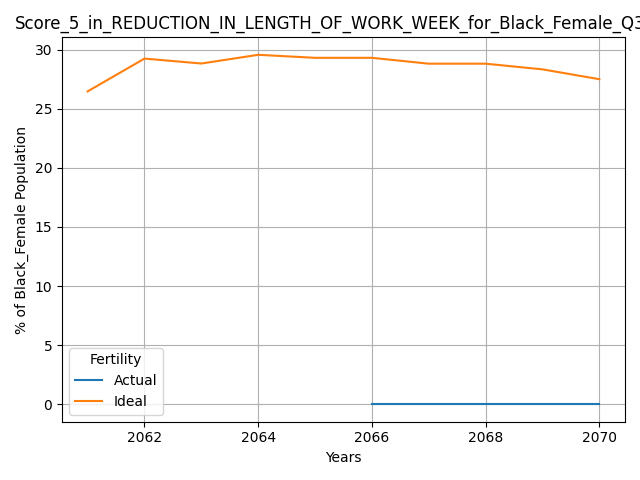 Score_5_in_REDUCTION_IN_LENGTH_OF_WORK_WEEK_for_Black_Female_Q3
30
25
20
15
10
5
0
% of Black_Female Population
Fertility
Actual
Ideal
2062 2064 2066 2068 2070
Years